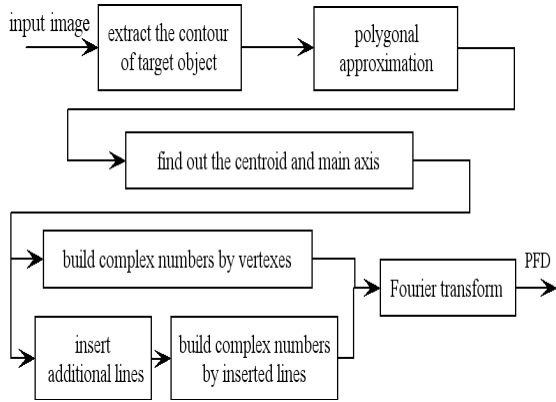 input image
extract the contour
of target object
polygonal
approximation
find out the centroid and main axis
build complex numbers by vertexes
insert
additional lines
build complex numbers
by inserted lines
Fourier transform
PFD